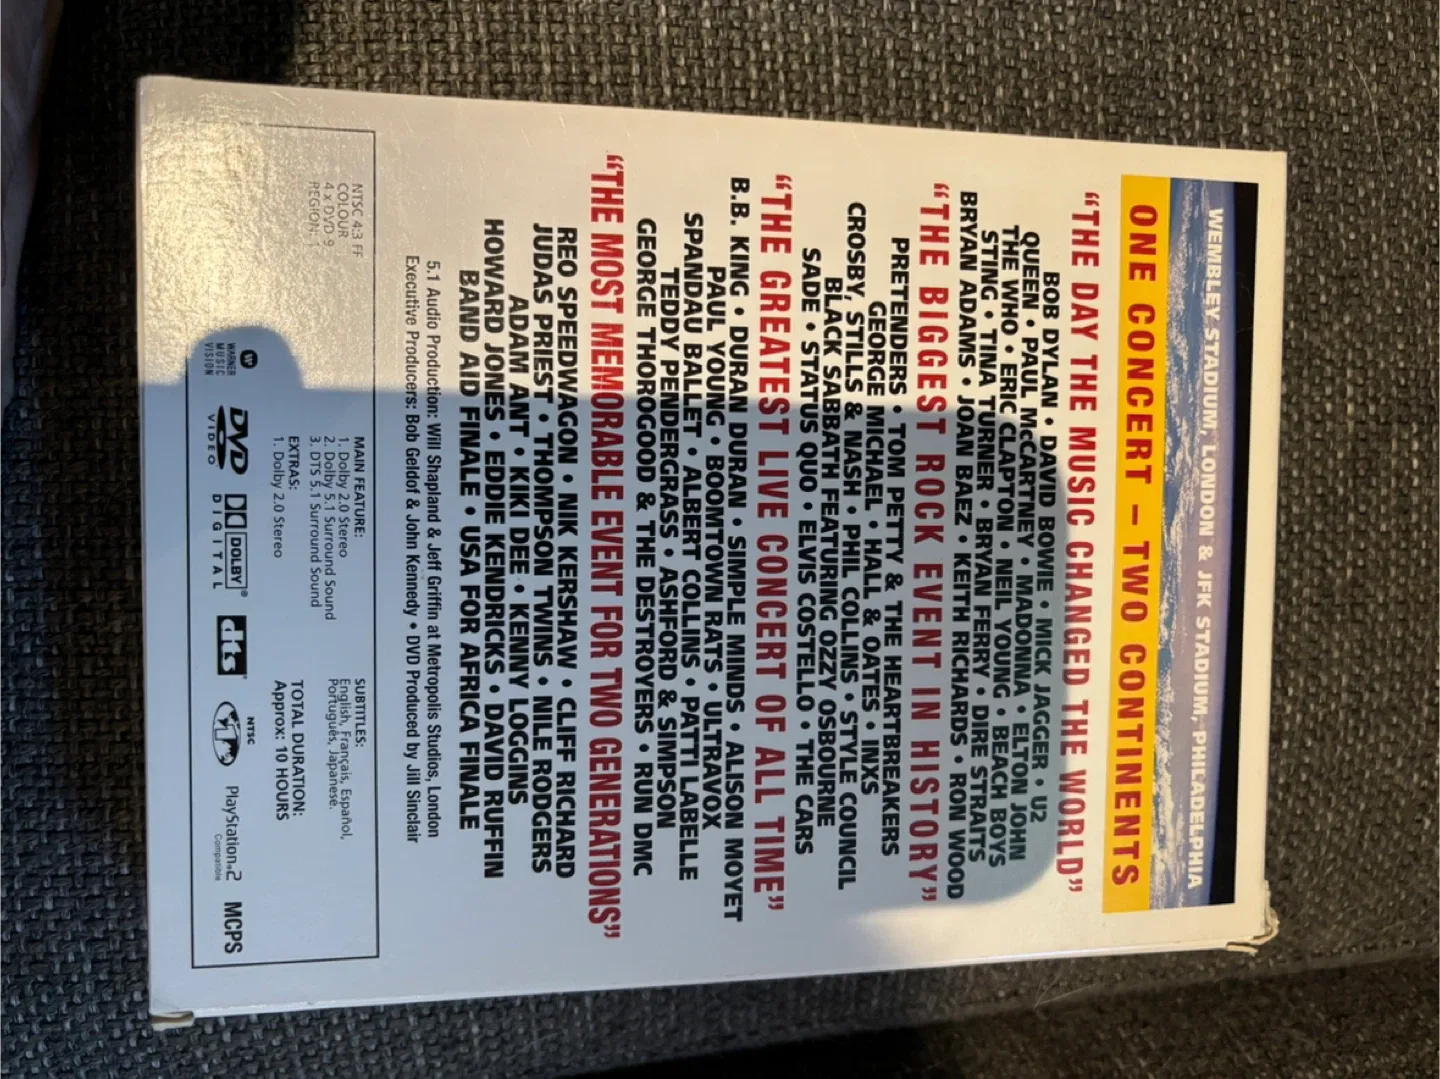 WEMBLEY STADIUM, LONDON & JFK STADIUM, PHILADELPHIA
ONE CONCERT – TWO CONTINENTS
“THE DAY THE MUSIC CHANGED THE WORLD”
BOB DYLAN • DAVID BOWIE • MICK JAGGER • U2
QUEEN • PAUL McCARTNEY • MADONNA • ELTON JOHN
THE WHO • ERIC CLAPTON • NEIL YOUNG • BEACH BOYS
STING • TINA TURNER • BRYAN FERRY • DIRE STRAITS
BRYAN ADAMS • JOAN BAEZ • KEITH RICHARDS • RON WOOD
“THE BIGGEST ROCK EVENT IN HISTORY”
PRETENDERS • TOM PETTY & THE HEARTBREAKERS
GEORGE MICHAEL • HALL & OATES • INXS
CROSBY, STILLS & NASH • PHIL COLLINS • STYLE COUNCIL
BLACK SABBATH FEATURING OZZY OSBOURNE
SADE • STATUS QUO • ELVIS COSTELLO • THE CARS
“THE GREATEST LIVE CONCERT OF ALL TIME”
B.B. KING • DURAN DURAN • SIMPLE MINDS • ALISON MOYET
PAUL YOUNG • BOOMTOWN RATS • ULTRAVOX
SPANDAU BALLET • ALBERT COLLINS • PATTI LABELLE
TEDDY PENDERGRASS • ASHFORD & SIMPSON
GEORGE THOROGOOD & THE DESTROYERS • RUN DMC
“THE MOST MEMORABLE EVENT FOR TWO GENERATIONS”
REO SPEEDWAGON • NIK KERSHAW • CLIFF RICHARD
JUDAS PRIEST • THOMPSON TWINS • NILE RODGERS
ADAM ANT • KIKI DEE • KENNY LOGGINS
HOWARD JONES • EDDIE KENDRICKS • DAVID RUFFIN
BAND AID FINALE • USA FOR AFRICA FINALE
5.1 Audio Production: Will Shapland & Jeff Griffin at Metropolis Studios, London
Executive Producers: Bob Geldof & John Kennedy • DVD Produced by Jill Sinclair
NTSC 4:3 FF
COLOUR
4 x DVD-9
REGION: 1
MAIN FEATURE:
1. Dolby 2.0 Stereo
2. Dolby 5.1 Surround Sound
3. DTS 5.1 Surround Sound
EXTRAS:
1. Dolby 2.0 Stereo
SUBTITLES:
English, Français, Español,
Português, Japanese.
TOTAL DURATION:
Approx: 10 HOURS
WARNER
MUSIC
VISION
DVD
VIDEO
DOLBY
DIGITAL
dts
NTSC
1
PlayStation.2
Compatible
MCPS